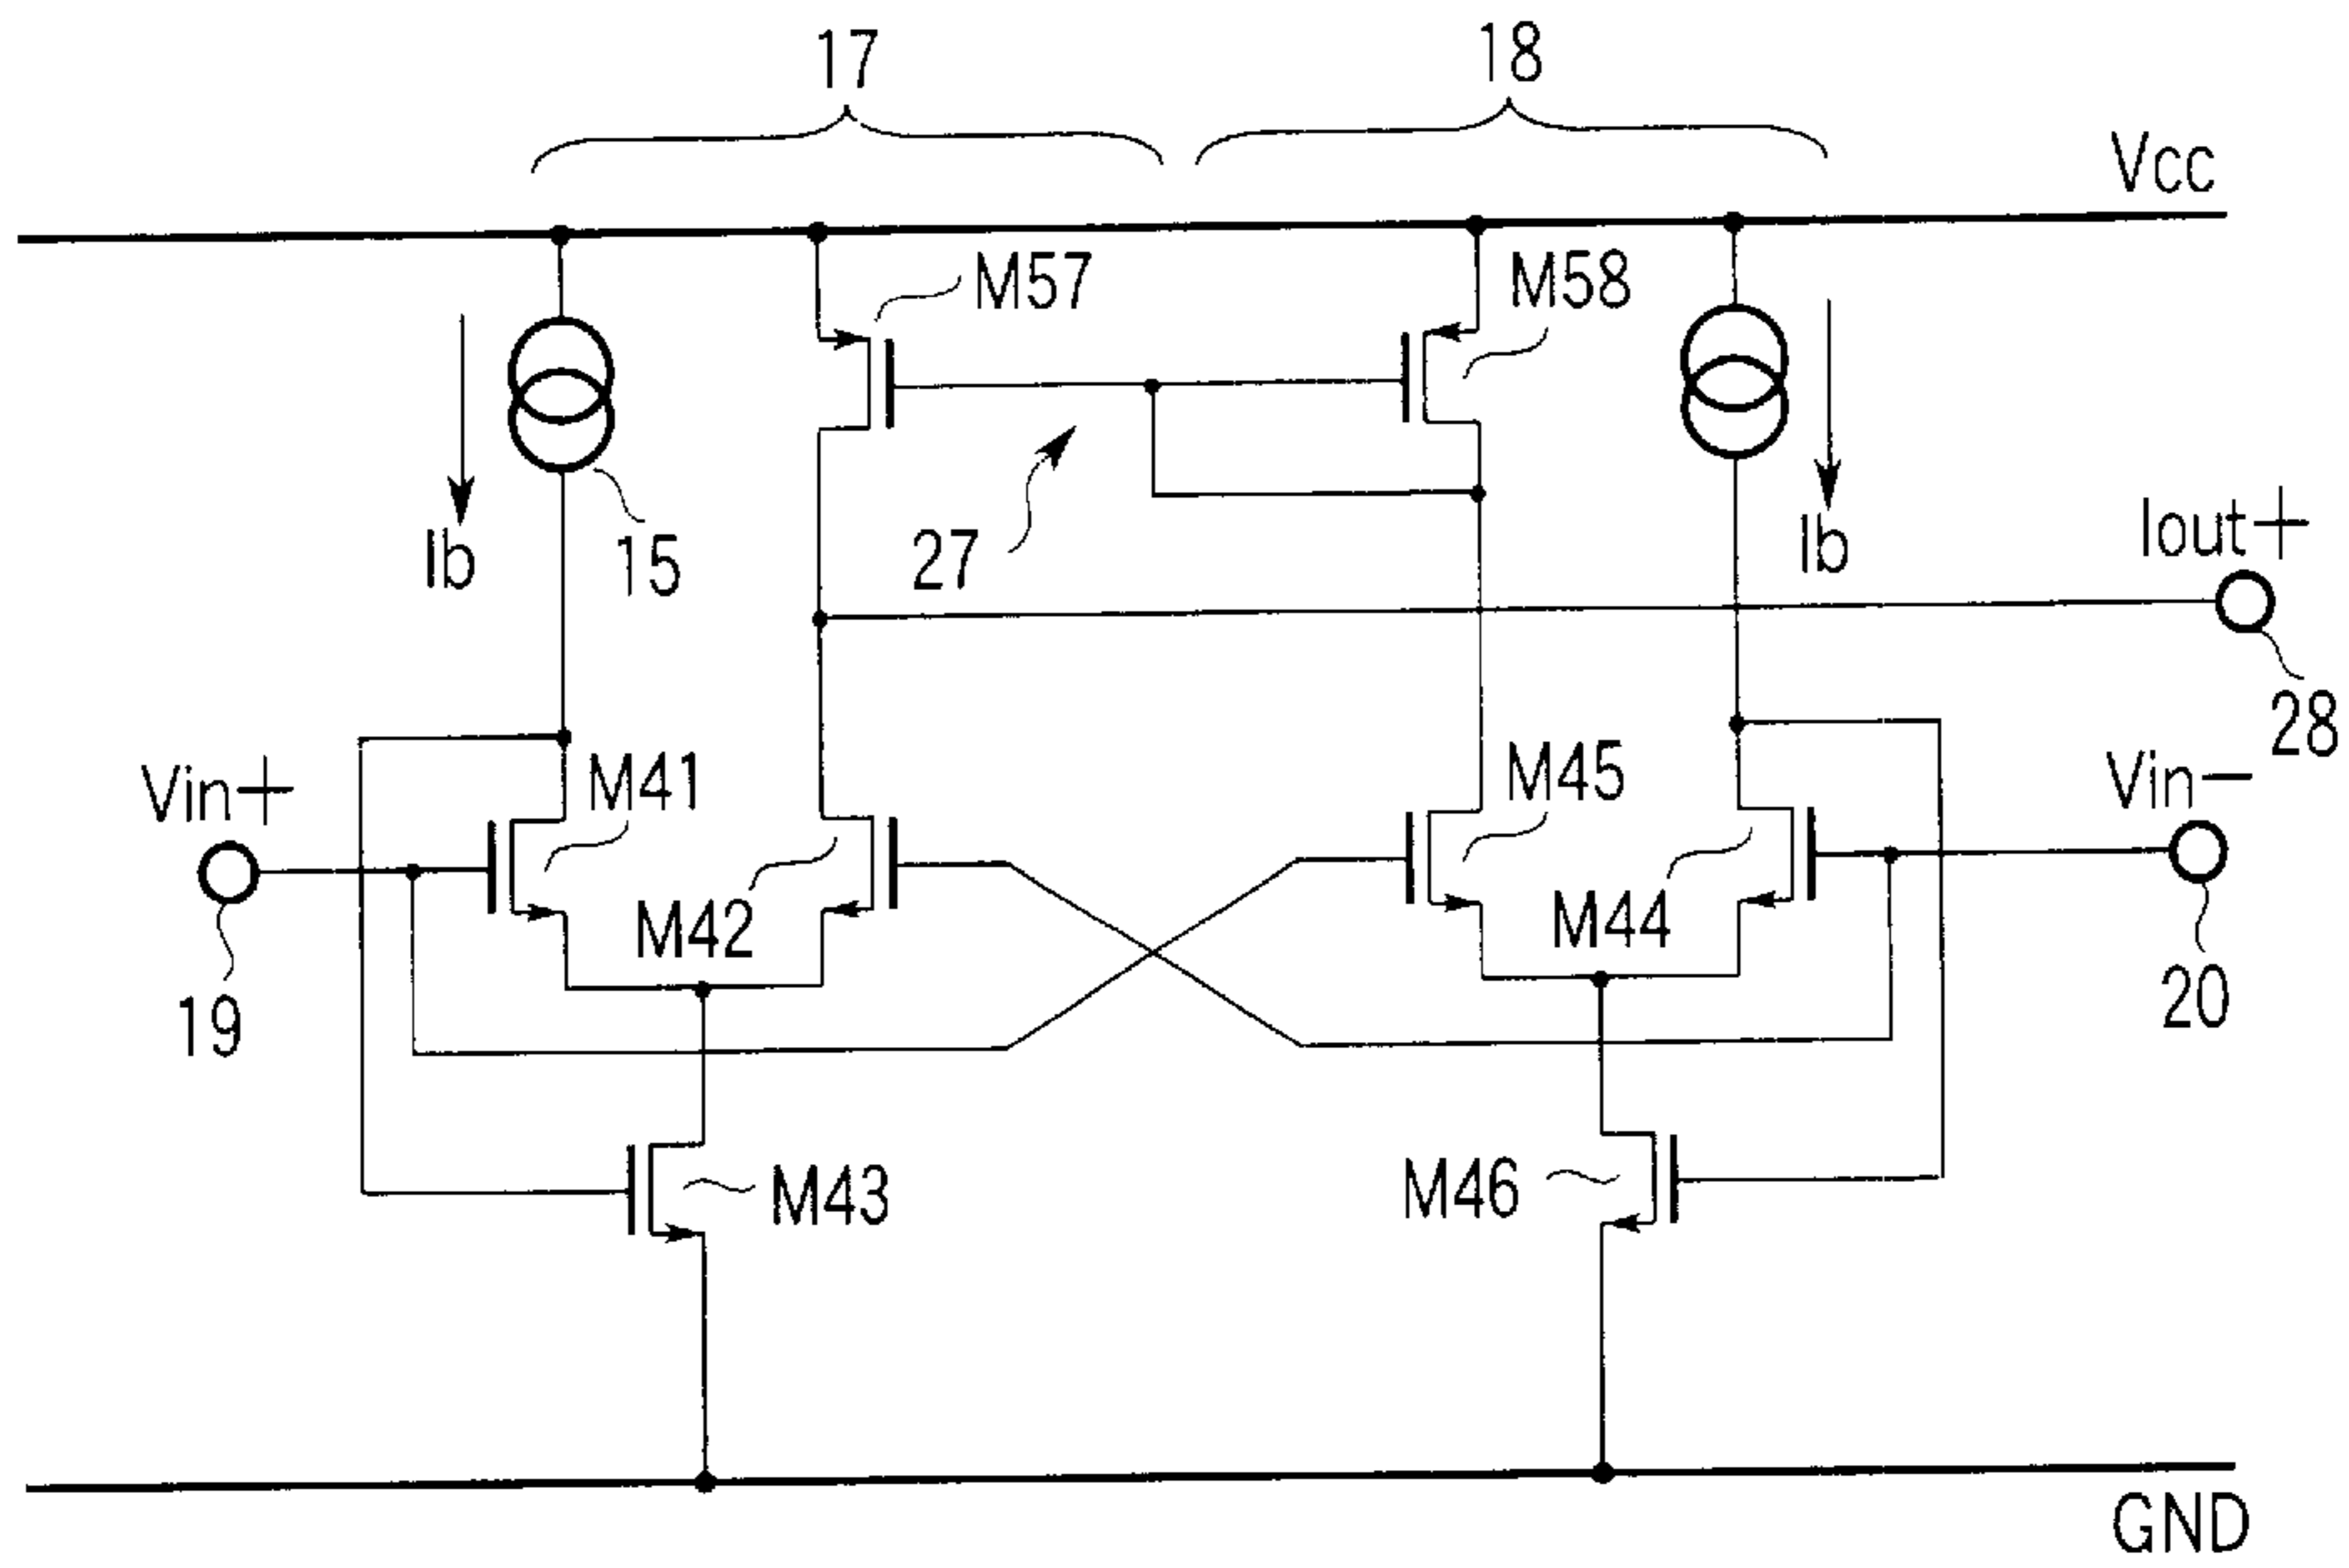 17
18
Vcc
M57
M58
Ib
15
27
Ib
Iout+
28
Vin+
M41
M45
Vin−
M42
M44
19
20
M43
M46
GND